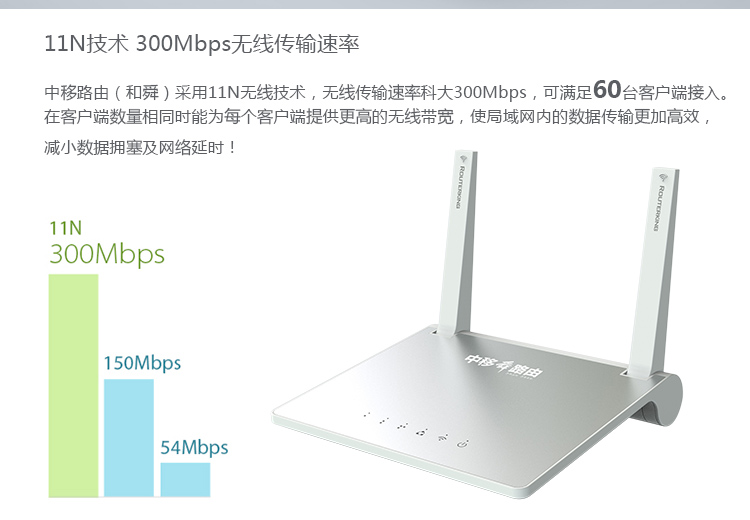 11N技术 300Mbps无线传输速率
中移路由（和舜）采用11N无线技术，无线传输速率科大300Mbps，可满足60台客户端接入。
在客户端数量相同时能为每个客户端提供更高的无线带宽，使局域网内的数据传输更加高效，
减小数据拥塞及网络延时！
ROUTERKING
ROUTERKING
11N
300Mbps
150Mbps
54Mbps
中移路由